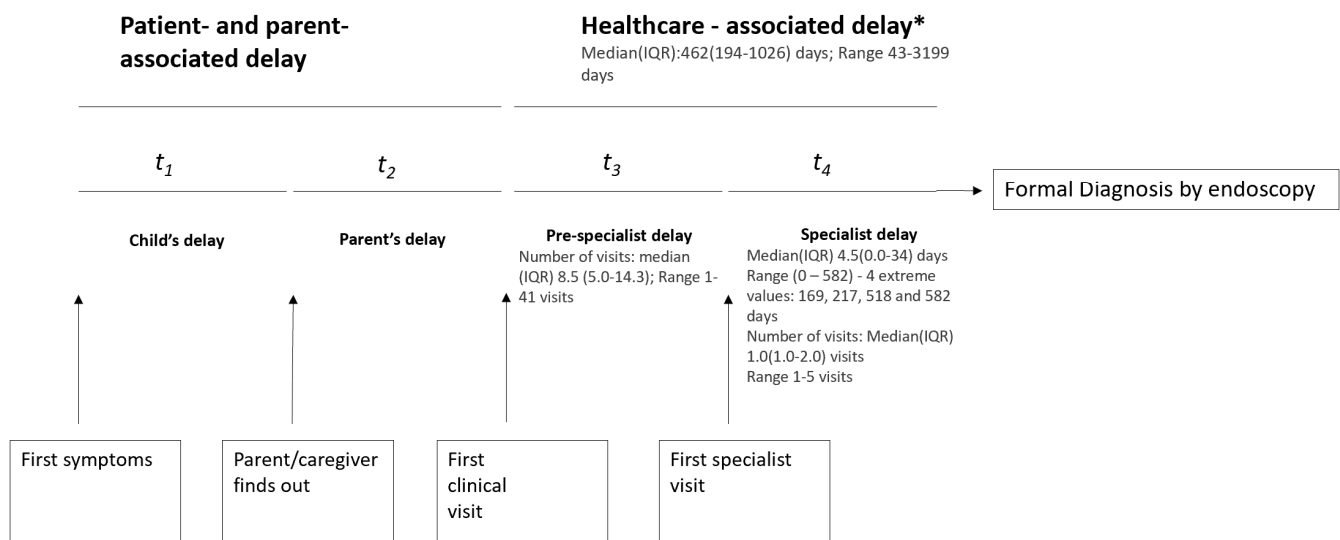 Patient- and parent-
associated delay
Healthcare - associated delay*
Median(IQR):462(194-1026) days; Range 43-3199
days
t1
t2
t3
t4
Formal Diagnosis by endoscopy
Child's delay
Parent's delay
Pre-specialist delay
Number of visits: median
(IQR) 8.5 (5.0-14.3); Range 1-
41 visits
Specialist delay
Median(IQR) 4.5(0.0-34) days
Range (0 – 582) - 4 extreme
values: 169, 217, 518 and 582
days
Number of visits: Median(IQR)
1.0(1.0-2.0) visits
Range 1-5 visits
First symptoms
Parent/caregiver
finds out
First
clinical
visit
First specialist
visit